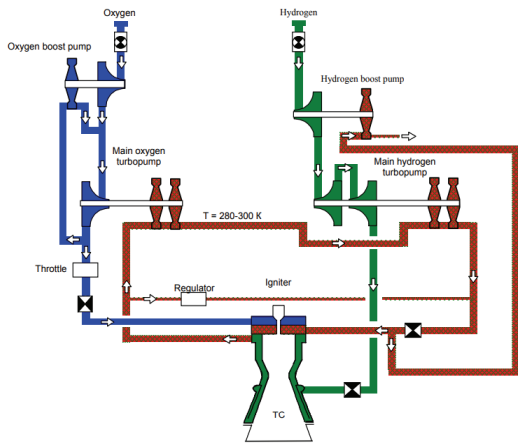 Oxygen
Hydrogen
Oxygen boost pump
Hydrogen boost pump
Main oxygen
turbopump
Main hydrogen
turbopump
T = 280-300 К
Throttle
Regulator
Igniter
TC